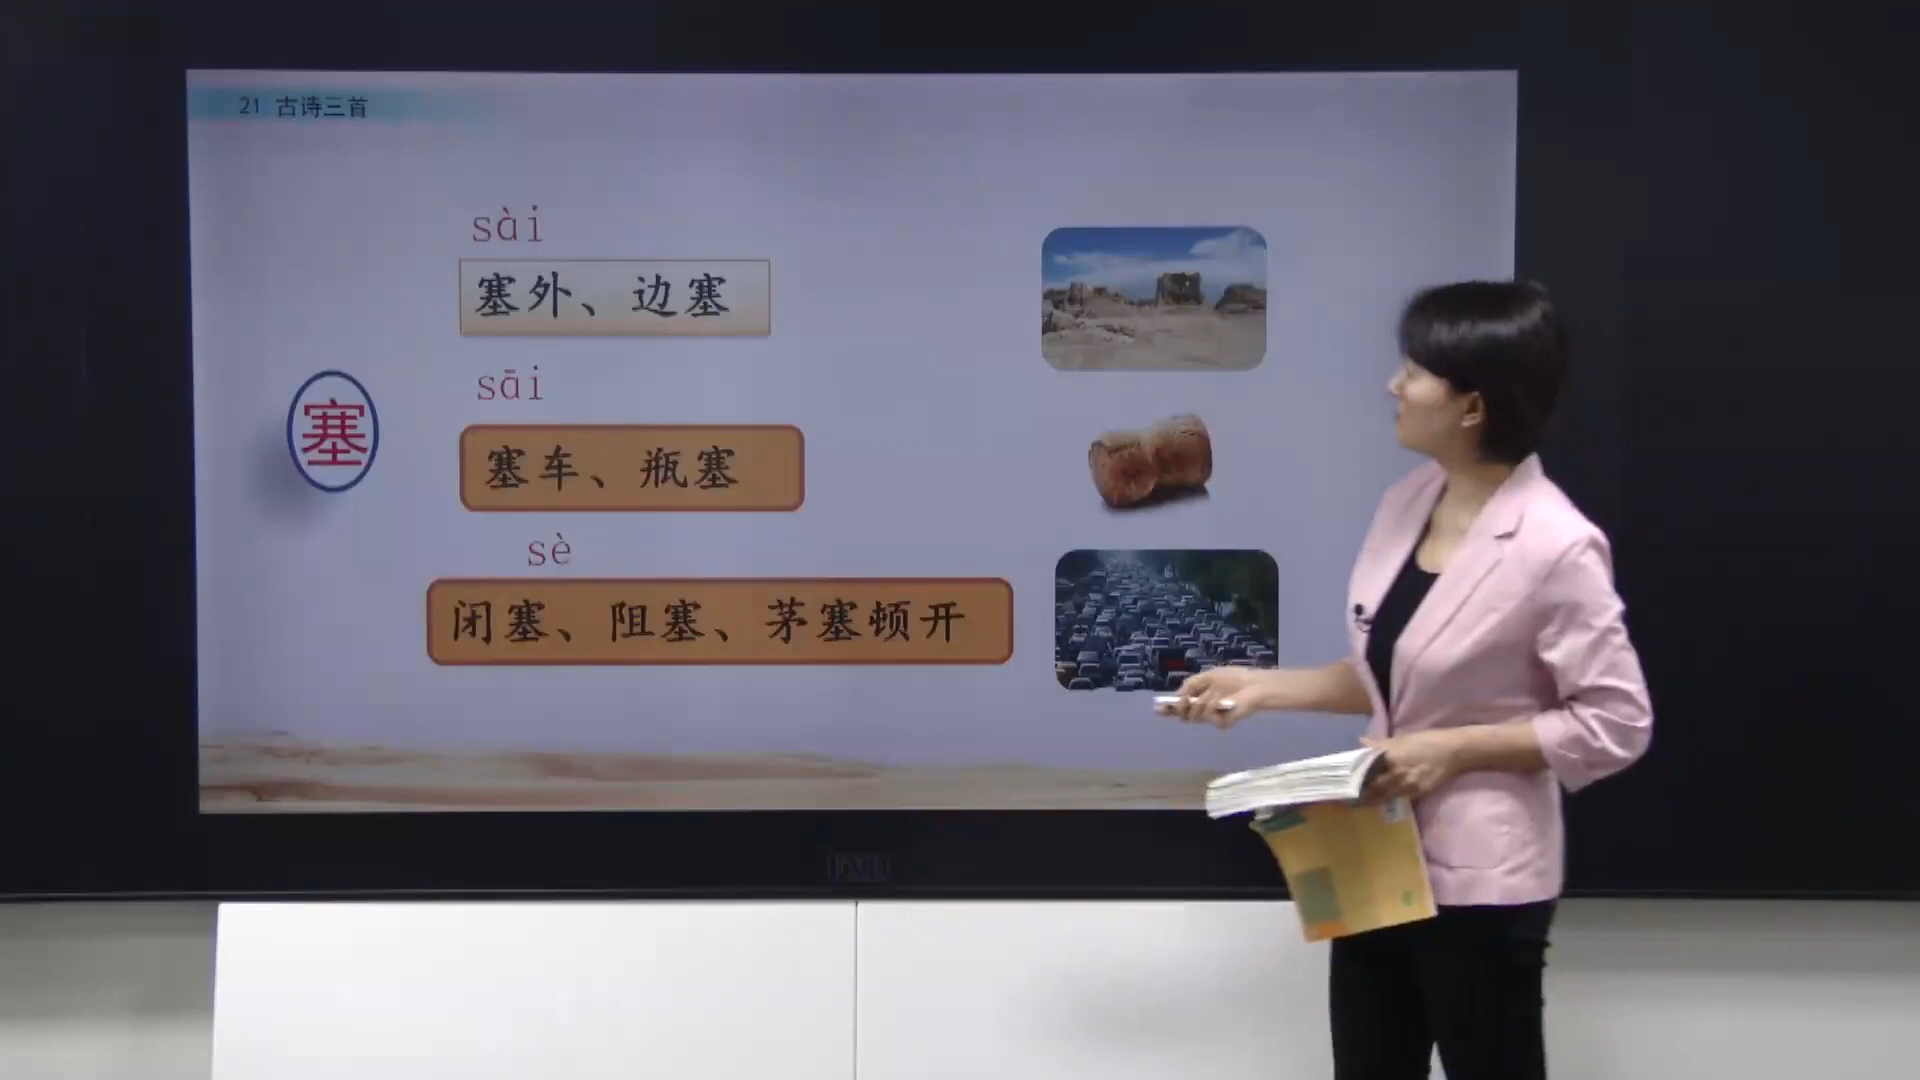 21 古诗三首
sài
塞外、边塞
塞
sāi
塞车、瓶塞
sè
闭塞、阻塞、茅塞顿开